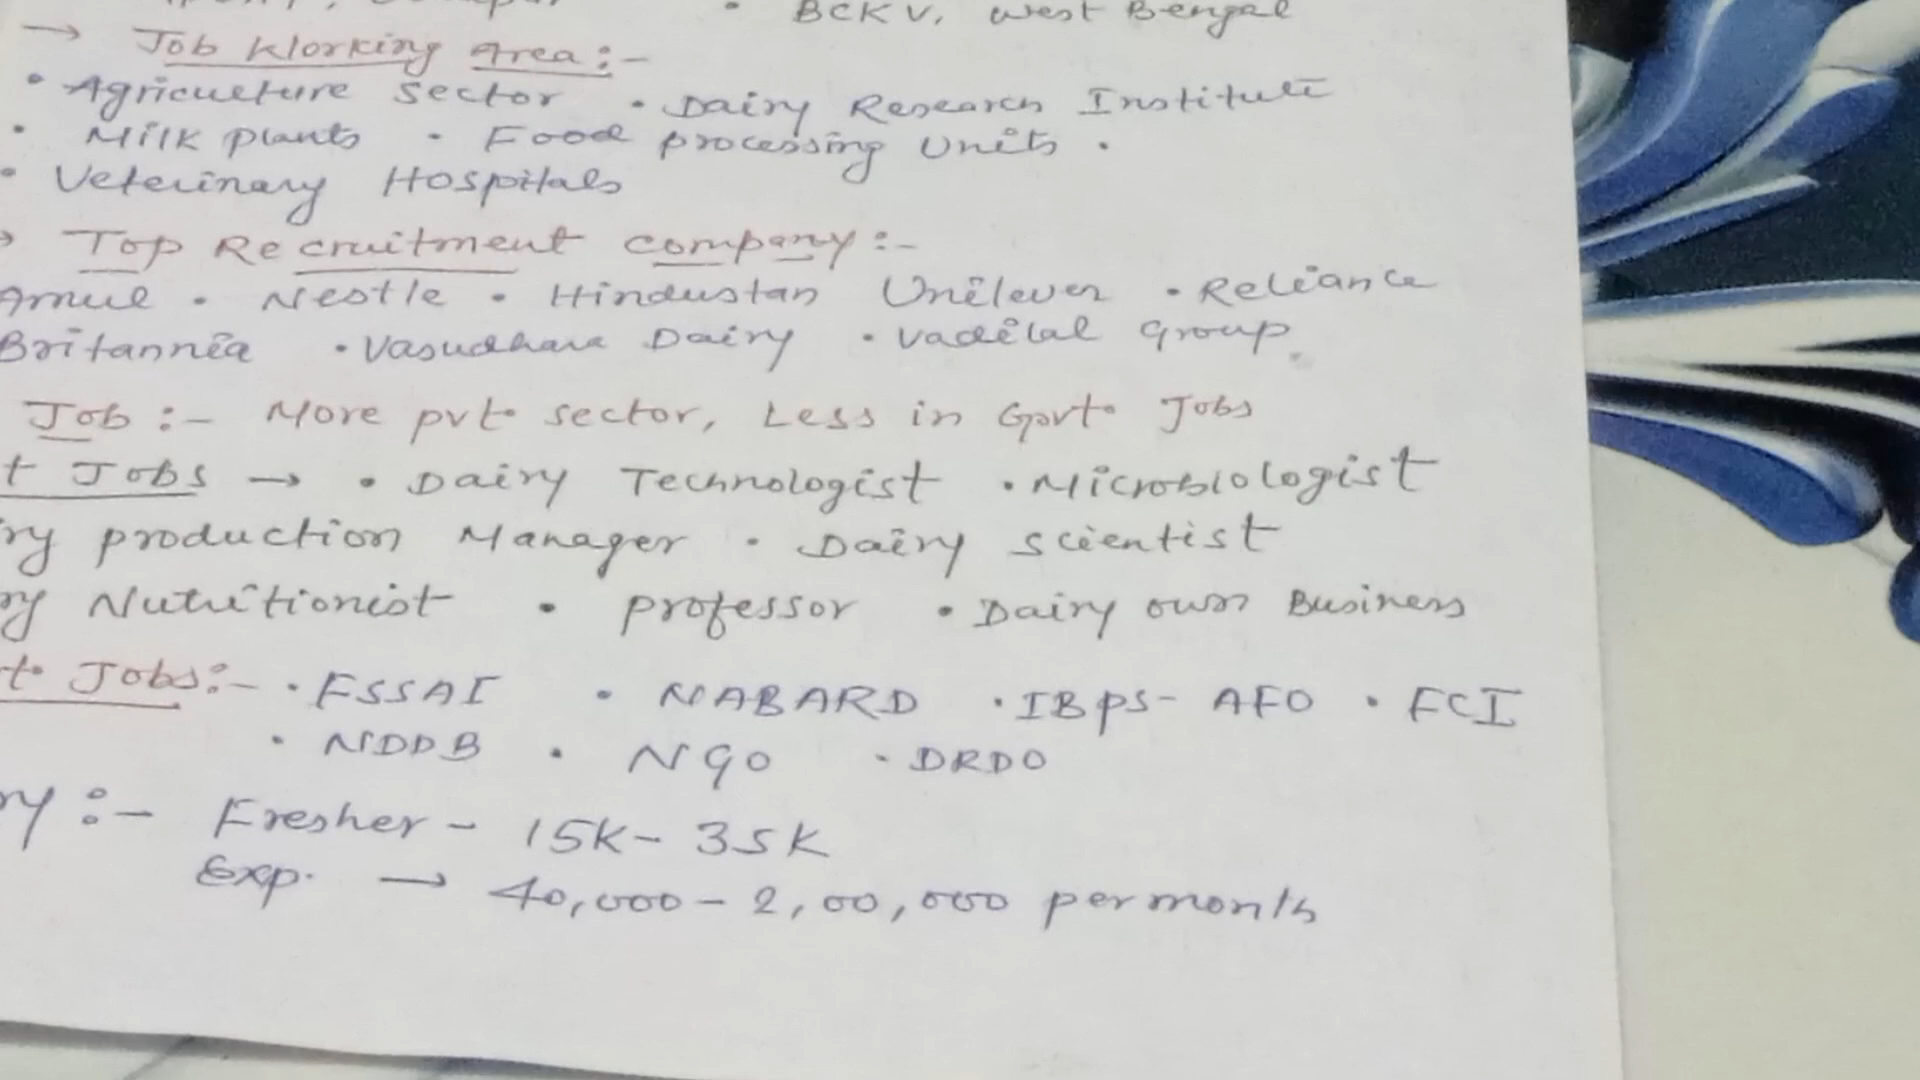 • BCKV, West Bengal
→ Job Working Area:-
• Agriculture Sector • Dairy Research Institute
• Milk plants • Food processing Units •
• Veterinary Hospitals
→ Top Recruitment company:-
Amul • Nestle • Hindustan Unilever • Reliance
Britannia • Vasudhara Dairy • Vadilal Group
Job :- More pvt. sector, Less in Govt. Jobs
t Jobs → • Dairy Technologist • Microbiologist
ry production Manager • Dairy scientist
ry Nutritionist • professor • Dairy own Business
t. Jobs:- • FSSAI • NABARD • IBPS- AFO • FCI
• NDDB • NGO • DRDO
ry :- Fresher - 15K- 35K
Exp. → 40,000 - 2,00,000 per month